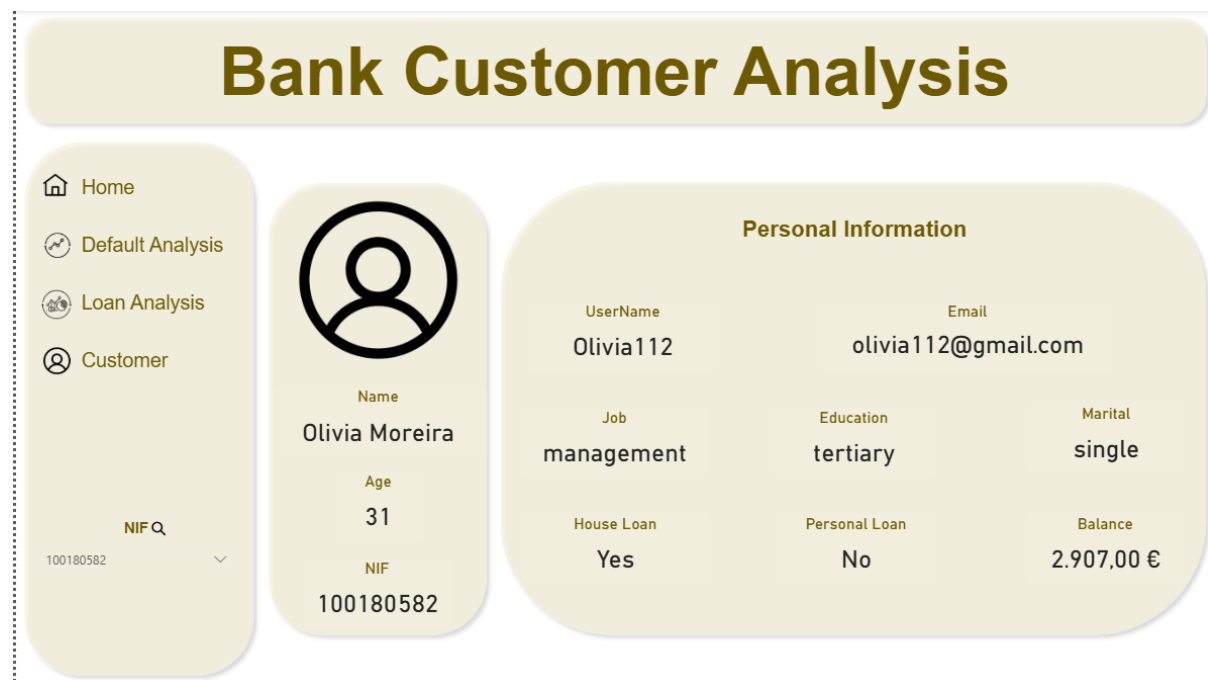 Bank Customer Analysis
Home
Default Analysis
Loan Analysis
Customer
NIF
100180582
Name
Olivia Moreira
Age
31
NIF
100180582
Personal Information
UserName
Olivia112
Email
olivia112@gmail.com
Job
management
Education
tertiary
Marital
single
House Loan
Yes
Personal Loan
No
Balance
2.907,00 €